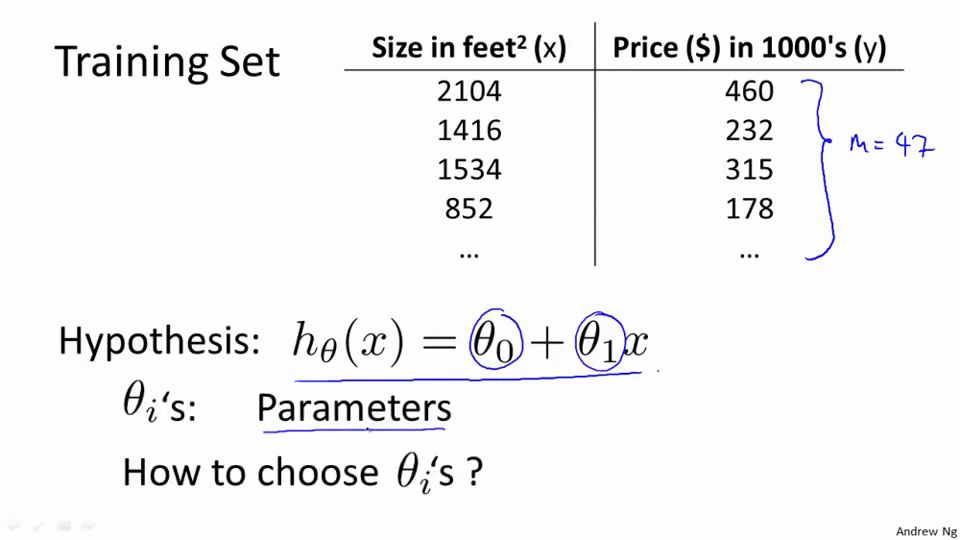 Training Set
Size in feet² (x) Price ($) in 1000's (y)
2104 460
1416 232
1534 315
852 178
... ...
m = 47
Hypothesis: hθ(x) = θ₀ + θ₁x
θᵢ‘s: Parameters
How to choose θᵢ‘s ?
Andrew Ng